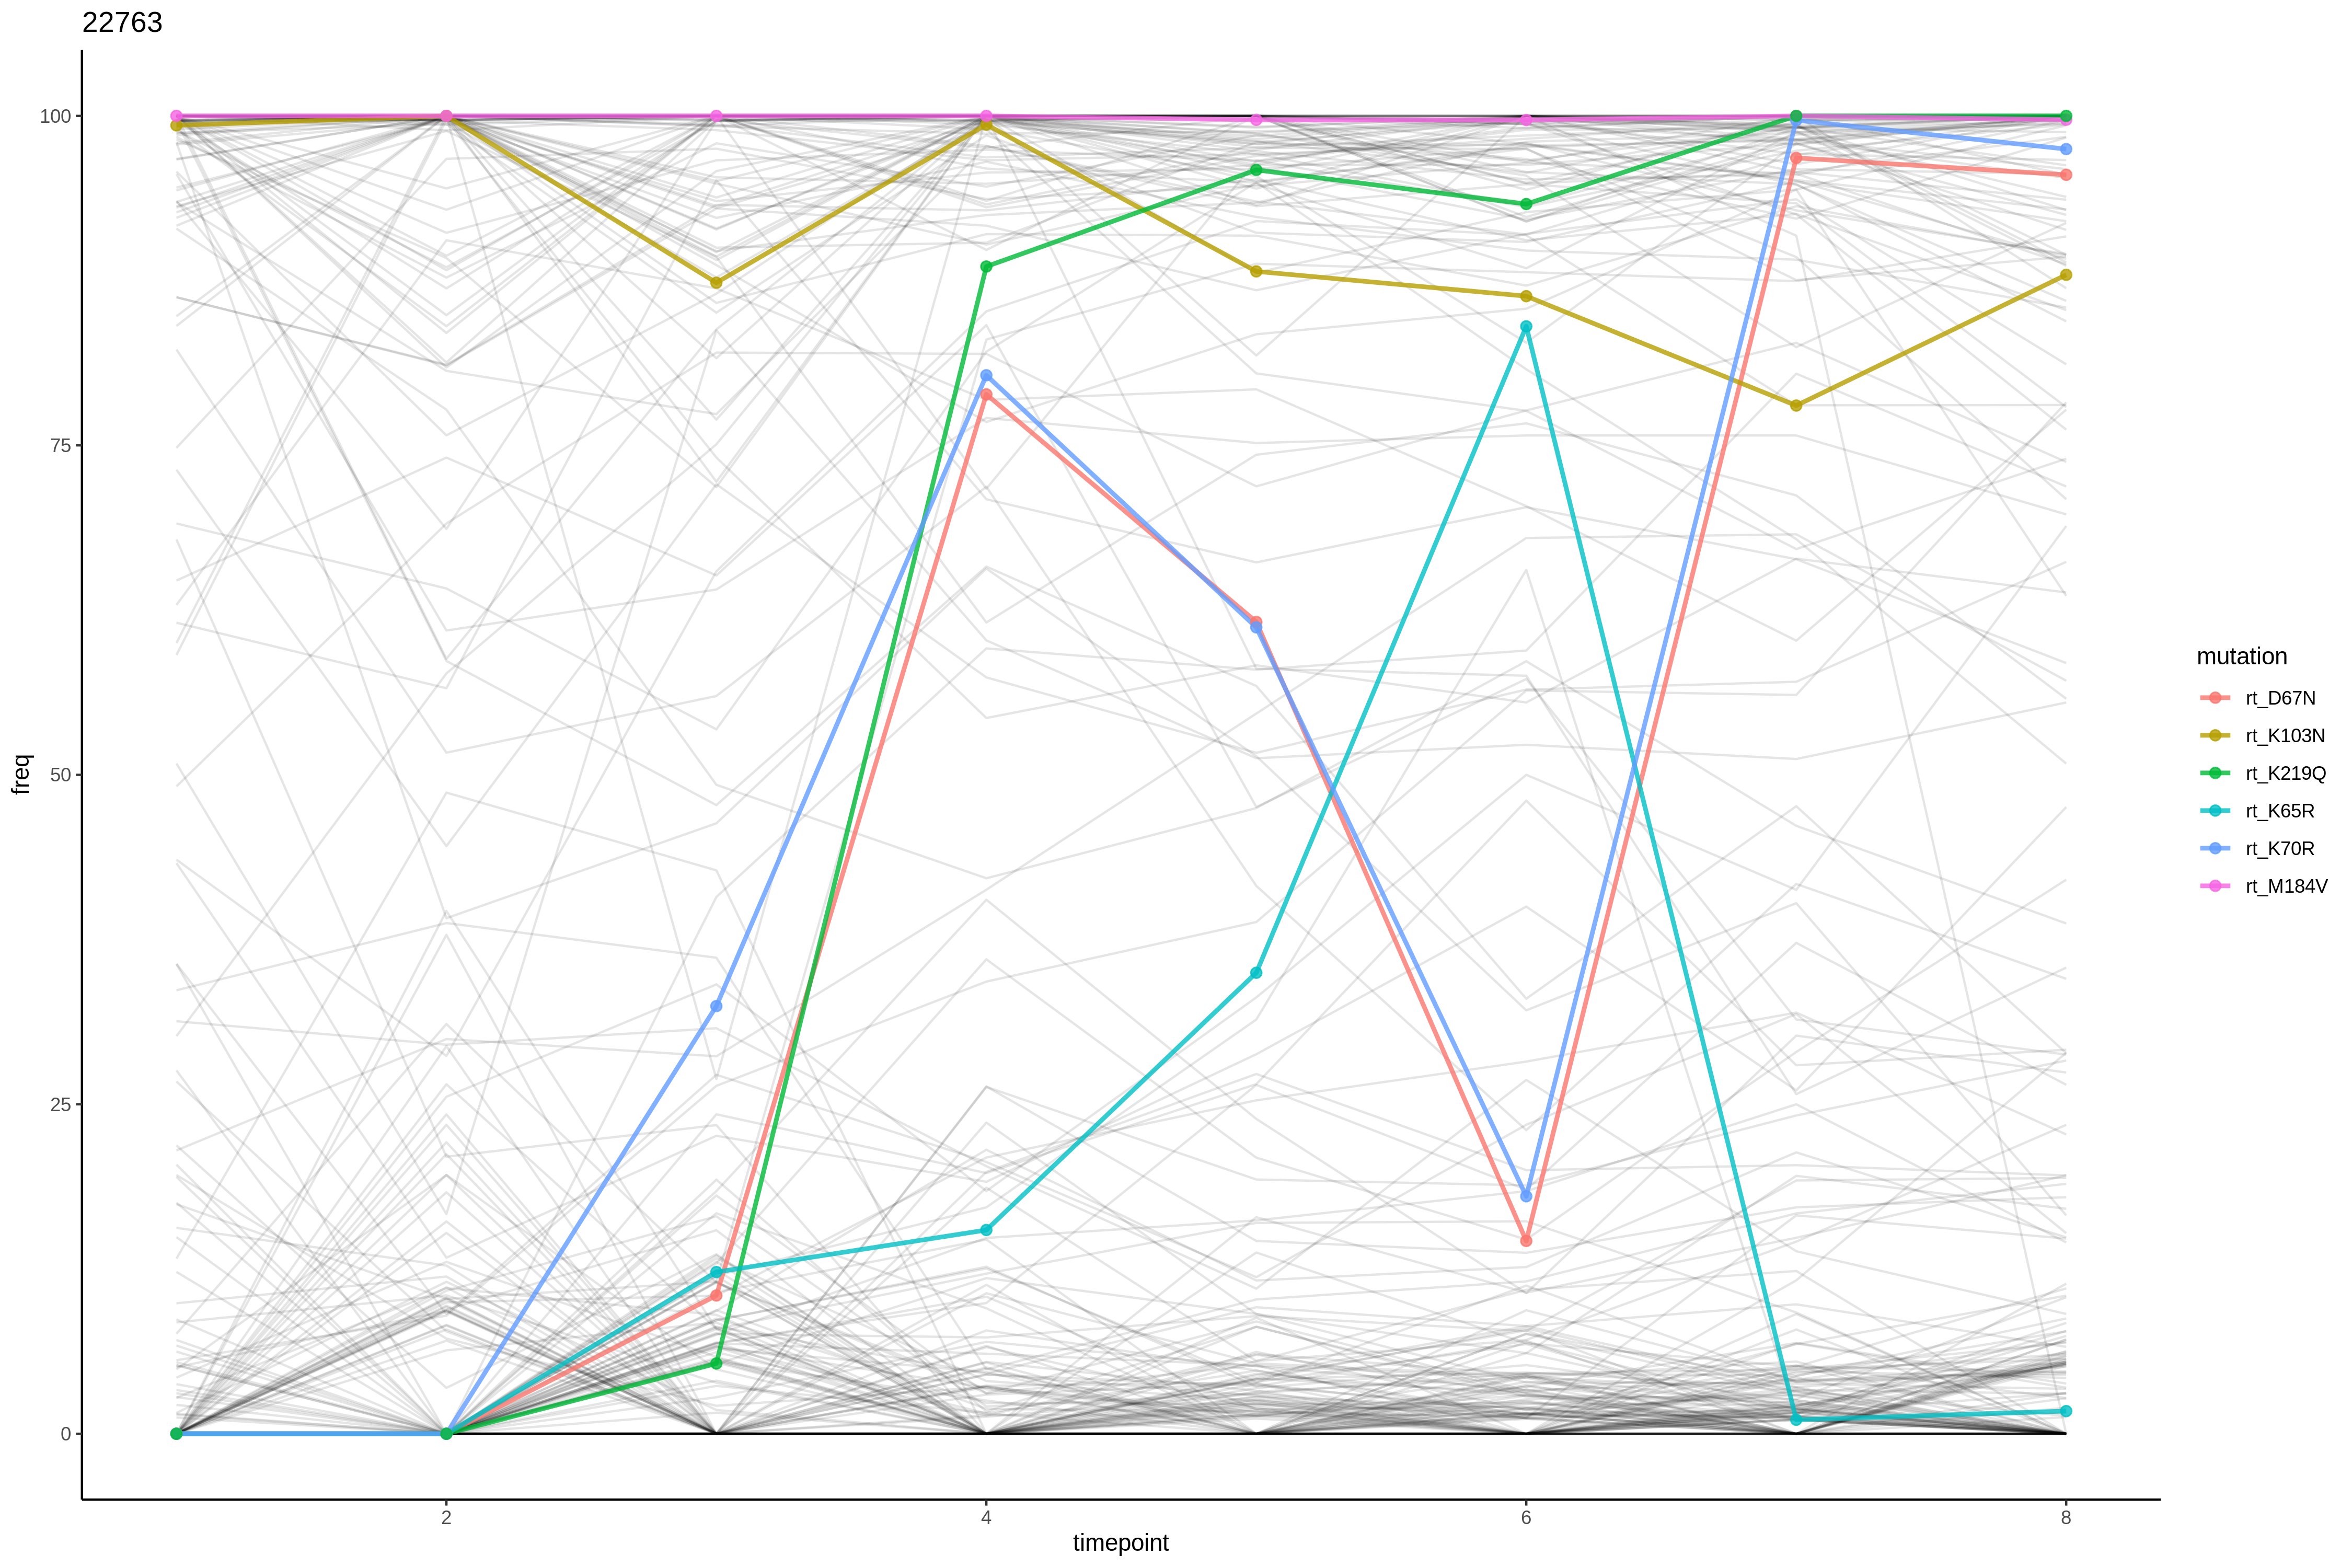 22763
freq
100
75
50
25
0
2
4
6
8
timepoint
mutation
rt_D67N
rt_K103N
rt_K219Q
rt_K65R
rt_K70R
rt_M184V